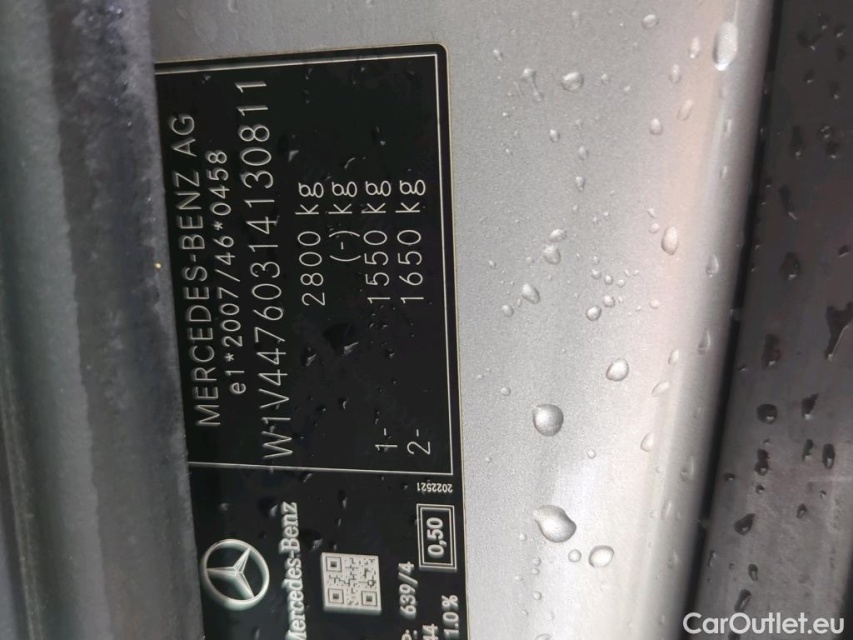 MERCEDES-BENZ AG
e1*2007/46*0458
W1V44760314130811
2800 kg
(-) kg
1- 1550 kg
2- 1650 kg
2022521
Mercedes-Benz
639/4
0,50
44
1.0 %
CarOutlet.eu